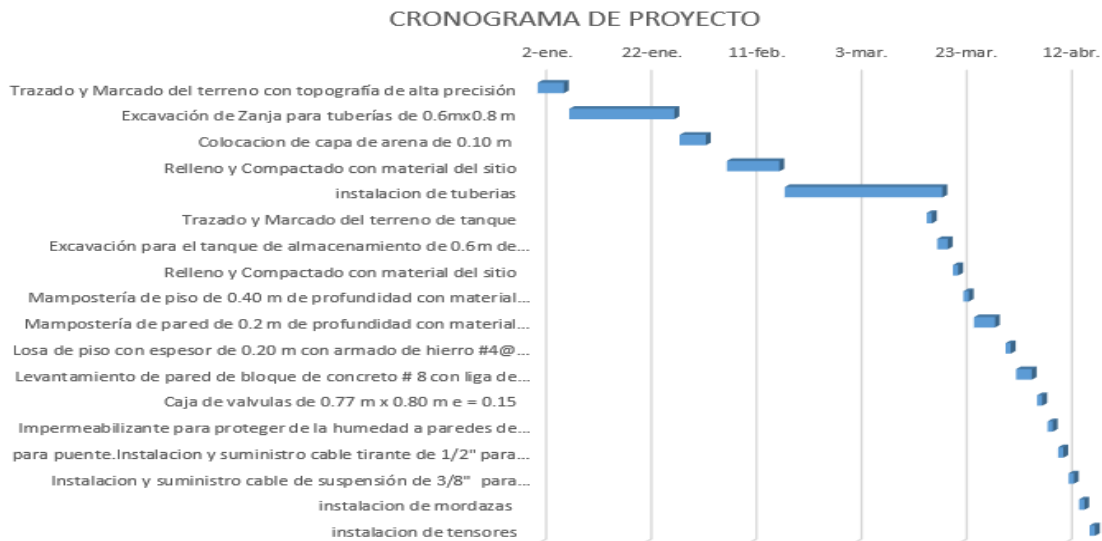 CRONOGRAMA DE PROYECTO
2-ene. 22-ene. 11-feb. 3-mar. 23-mar. 12-abr.
Trazado y Marcado del terreno con topografía de alta precisión
Excavación de Zanja para tuberías de 0.6mx0.8 m
Colocacion de capa de arena de 0.10 m
Relleno y Compactado con material del sitio
instalacion de tuberias
Trazado y Marcado del terreno de tanque
Excavación para el tanque de almacenamiento de 0.6 m de...
Relleno y Compactado con material del sitio
Mampostería de piso de 0.40 m de profundidad con material...
Mampostería de pared de 0.2 m de profundidad con material...
Losa de piso con espesor de 0.20 m con armado de hierro #4@...
Levantamiento de pared de bloque de concreto # 8 con liga de...
Caja de valvulas de 0.77 m x 0.80 m e = 0.15
Impermeabilizante para proteger de la humedad a paredes de...
para puente.Instalacion y suministro cable tirante de 1/2" para...
Instalacion y suministro cable de suspensión de 3/8" para...
instalacion de mordazas
instalacion de tensores